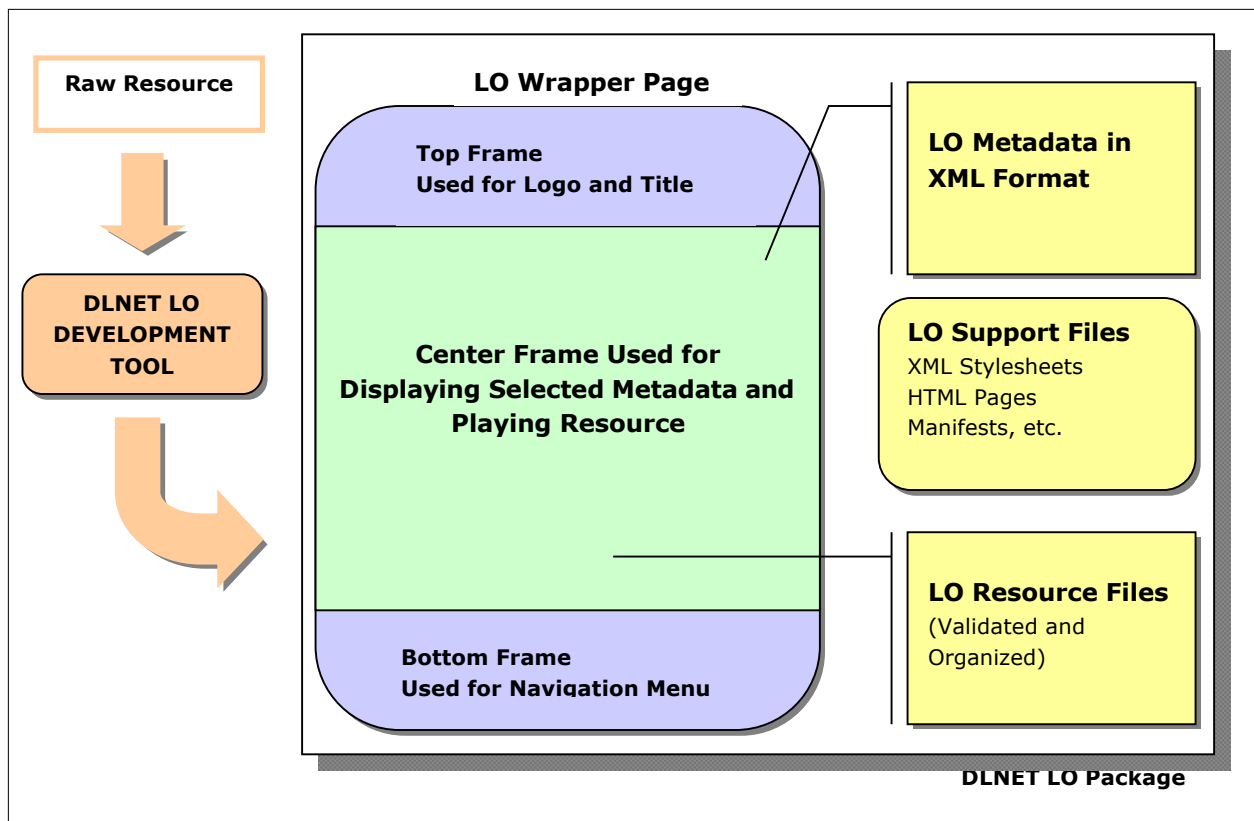 Raw Resource
DLNET LO
DEVELOPMENT
TOOL
LO Wrapper Page
Top Frame
Used for Logo and Title
Center Frame Used for
Displaying Selected Metadata and
Playing Resource
Bottom Frame
Used for Navigation Menu
LO Metadata in
XML Format
LO Support Files
XML Stylesheets
HTML Pages
Manifests, etc.
LO Resource Files
(Validated and
Organized)
DLNET LO Package